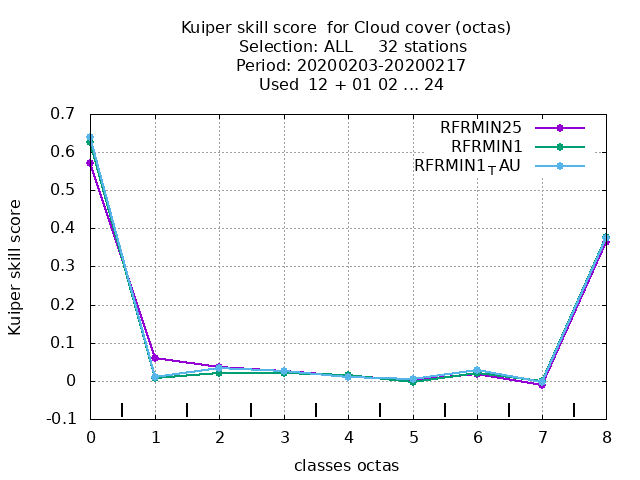 Kuiper skill score  for Cloud cover (octas)
Selection: ALL     32 stations
Period: 20200203-20200217
Used  12 + 01 02 ... 24
RFRMIN25
RFRMIN1
RFRMIN1TAU
Kuiper skill score
0.7
0.6
0.5
0.4
0.3
0.2
0.1
0
-0.1
0 1 2 3 4 5 6 7 8
classes octas